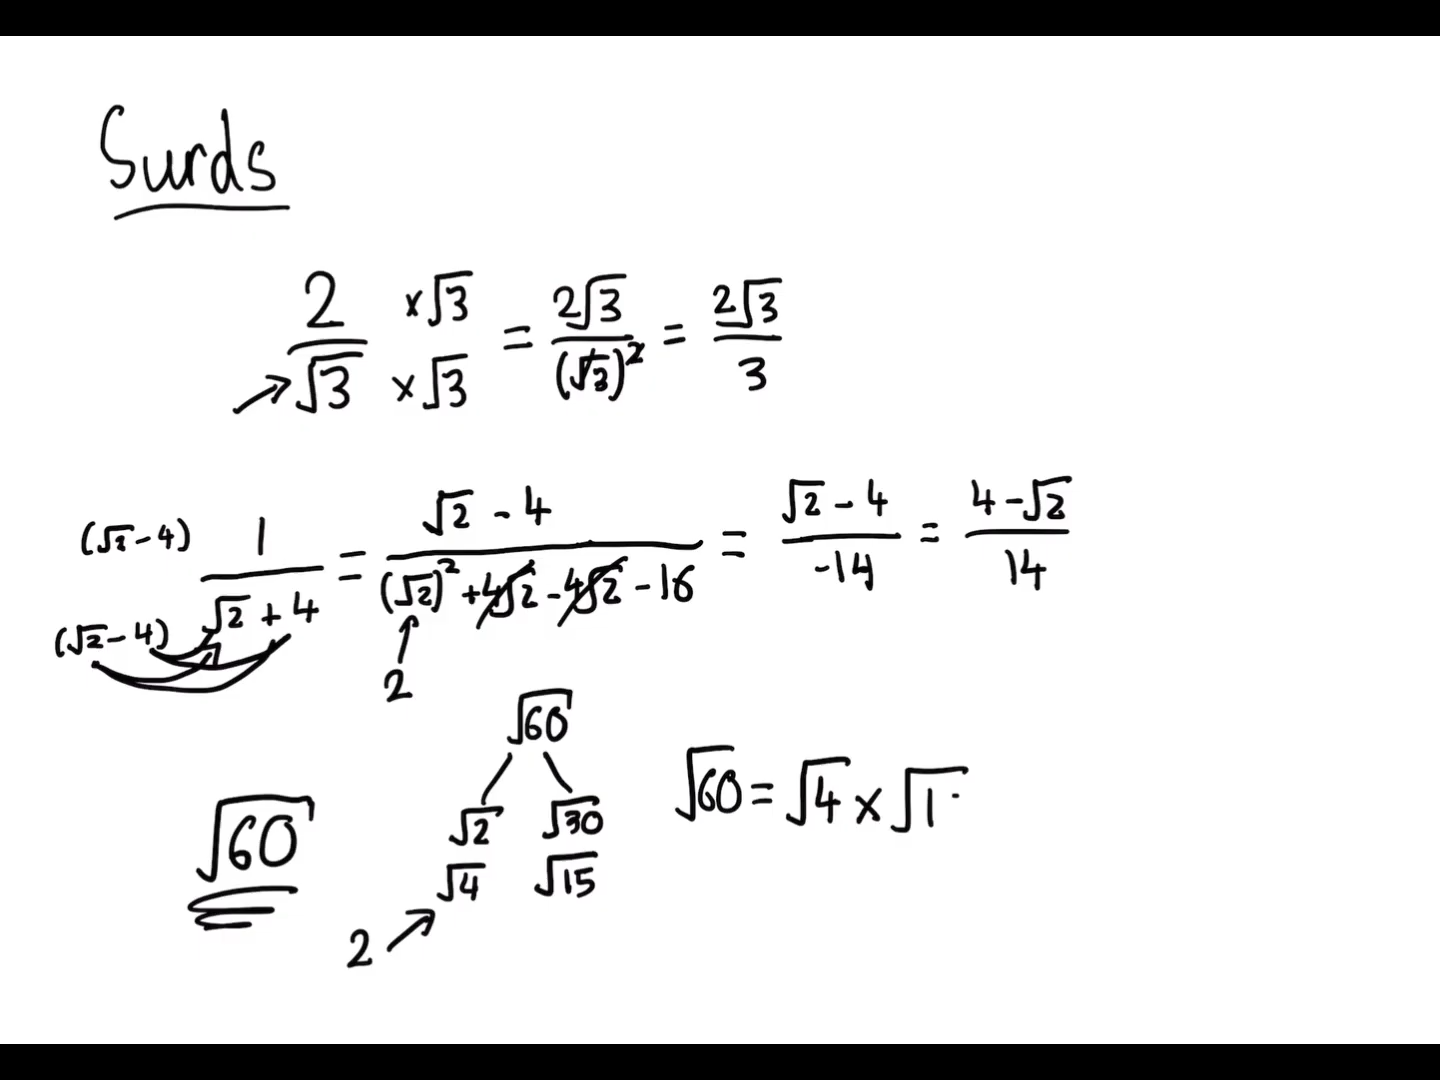 Surds
2/√3 ×√3/×√3 = 2√3/(√3)² = 2√3/3
(√2-4)/(√2-4) 1/√2+4 = √2-4/(√2)²+4√2-4√2-16 = √2-4/-14 = 4-√2/14
2
√60
√60 = √4 × √1
√60
√2 √30
√4 √15
2